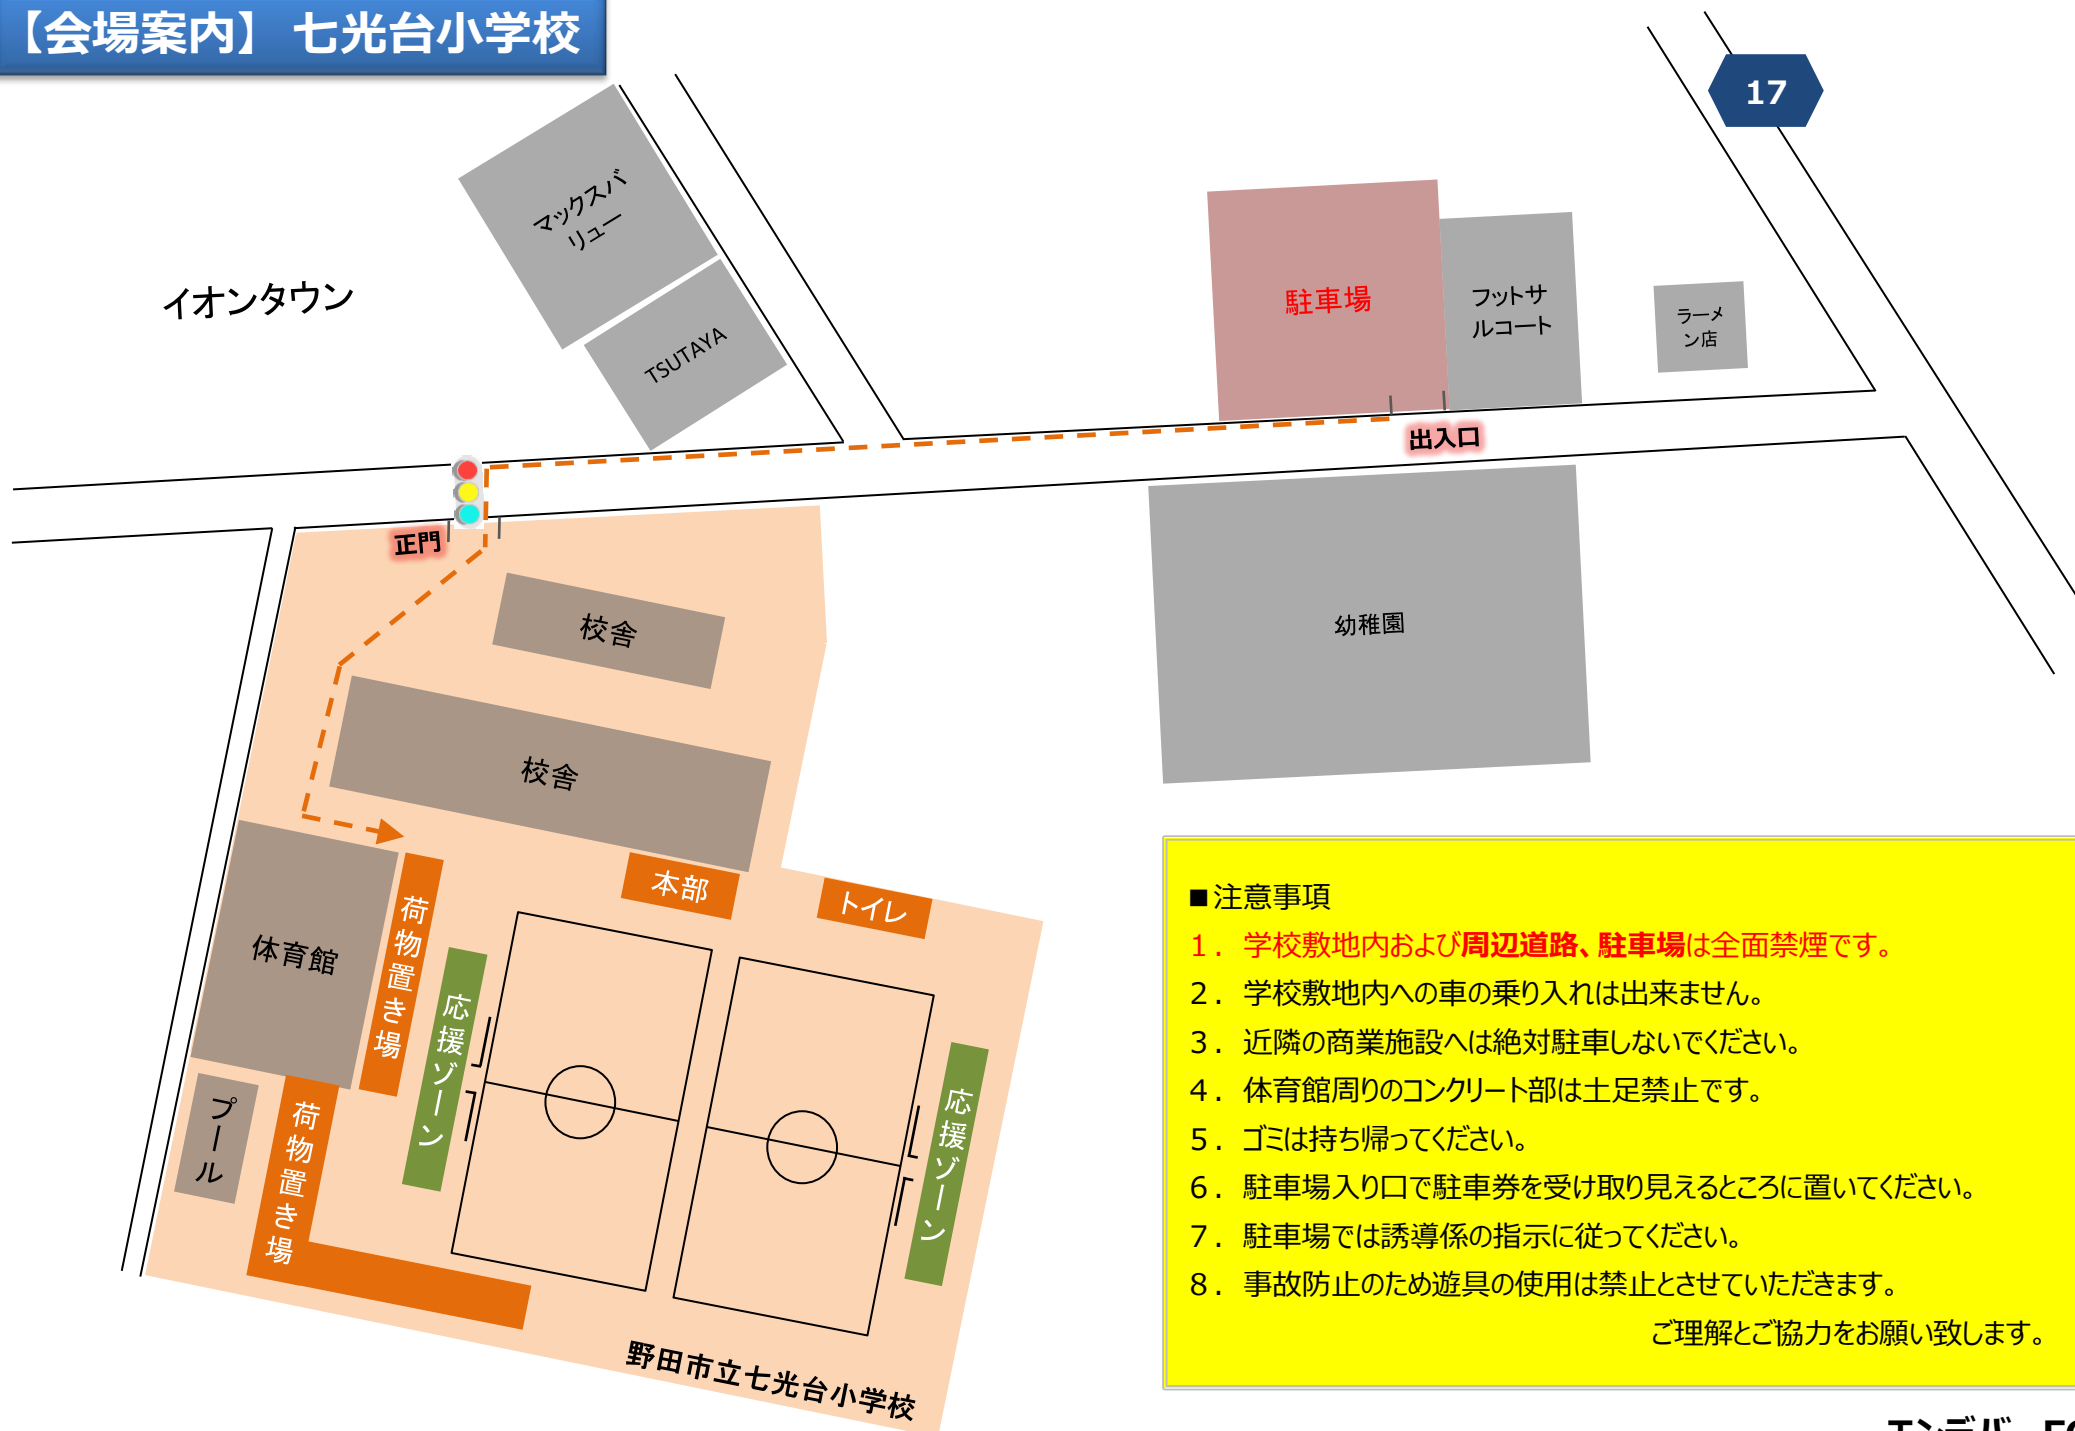 【会場案内】 七光台小学校
17
マックスバ
リュー
イオンタウン
TSUTAYA
駐車場
フットサ
ルコート
ラーメ
ン店
出入口
正門
校舎
幼稚園
校舎
本部
トイレ
体育館
荷物置き場
応援ゾーン
応援ゾーン
プール
荷物置き場
野田市立七光台小学校
■注意事項
１．学校敷地内および周辺道路、駐車場は全面禁煙です。
２．学校敷地内への車の乗り入れは出来ません。
３．近隣の商業施設へは絶対駐車しないでください。
４．体育館周りのコンクリート部は土足禁止です。
５．ゴミは持ち帰ってください。
６．駐車場入り口で駐車券を受け取り見えるところに置いてください。
７．駐車場では誘導係の指示に従ってください。
８．事故防止のため遊具の使用は禁止とさせていただきます。
ご理解とご協力をお願い致します。